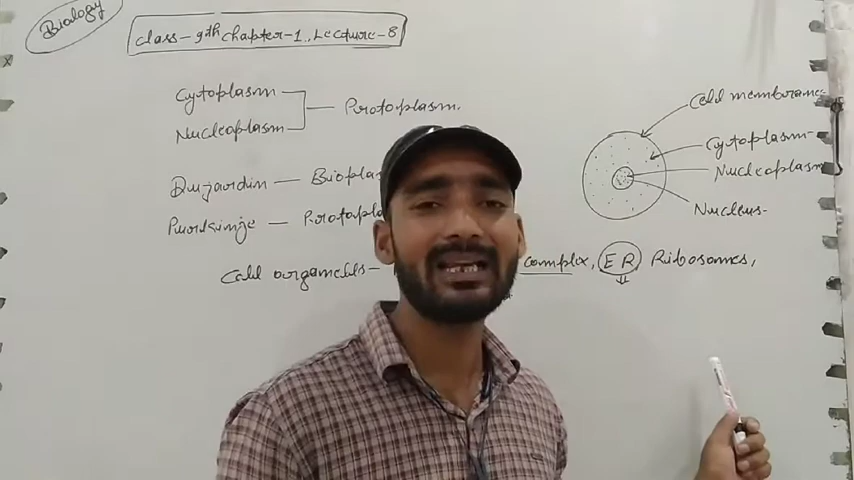 Biology
Class-9th Chapter-1.. Lecture-8
Cytoplasm
Nucleoplasm
Protoplasm.
Cell membrane
Cytoplasm-
Nucleoplasm
Nucleus-
Dujardin — Bioplas
Purkinje — Protopla
Cell organells- complex, ER Ribosomes,